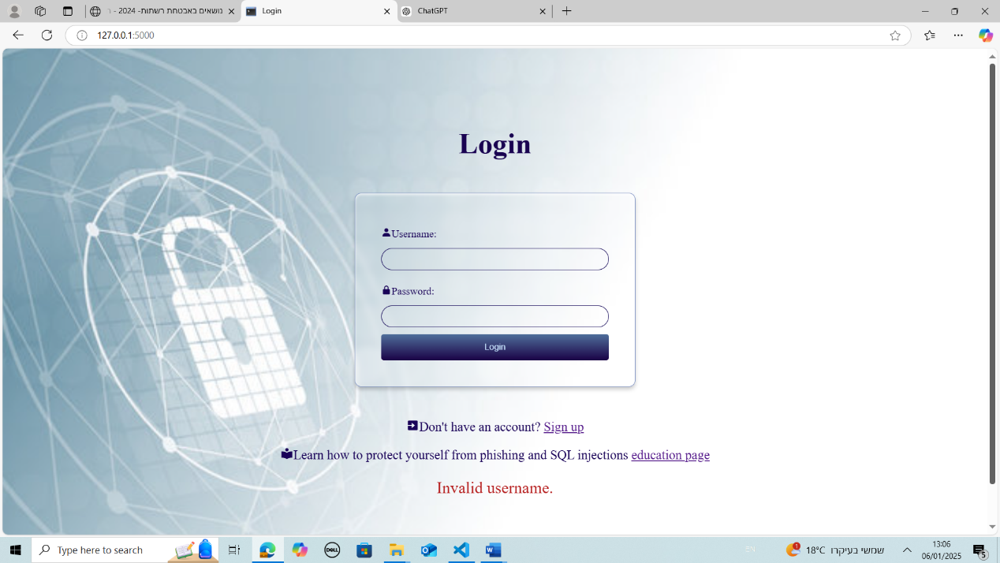 נושאים באבטחת רשתות- 2024 - ר
Login
ChatGPT
127.0.0.1:5000
Login
Username:
Password:
Login
Don't have an account? Sign up
Learn how to protect yourself from phishing and SQL injections education page
Invalid username.
Type here to search
DELL
1
18°C שמשי בעיקרו
13:06
06/01/2025
5